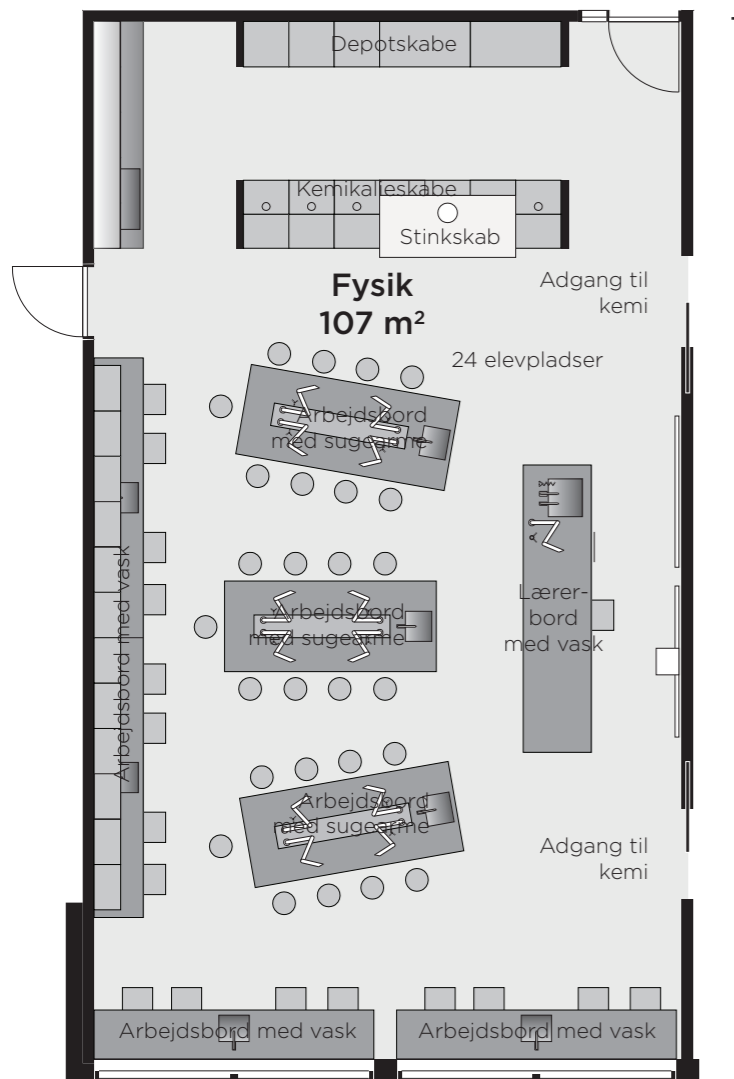 Depotskabe
Kemikalieskabe
Stinkskab
Fysik
107 m²
Adgang til
kemi
24 elevpladser
Arbejdsbord
med sugearme
Arbejdsbord med vask
Arbejdsbord
med sugearme
Lærer-
bord
med vask
Arbejdsbord
med sugearme
Adgang til
kemi
Arbejdsbord med vask
Arbejdsbord med vask